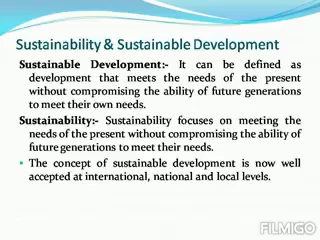 Sustainability & Sustainable Development
Sustainable Development:- It can be defined as
development that meets the needs of the present
without compromising the ability of future generations
to meet their own needs.
Sustainability:- Sustainability focuses on meeting the
needs of the present without compromising the ability of
future generations to meet their needs.
• The concept of sustainable development is now well
accepted at international, national and local levels.
FILMIGO